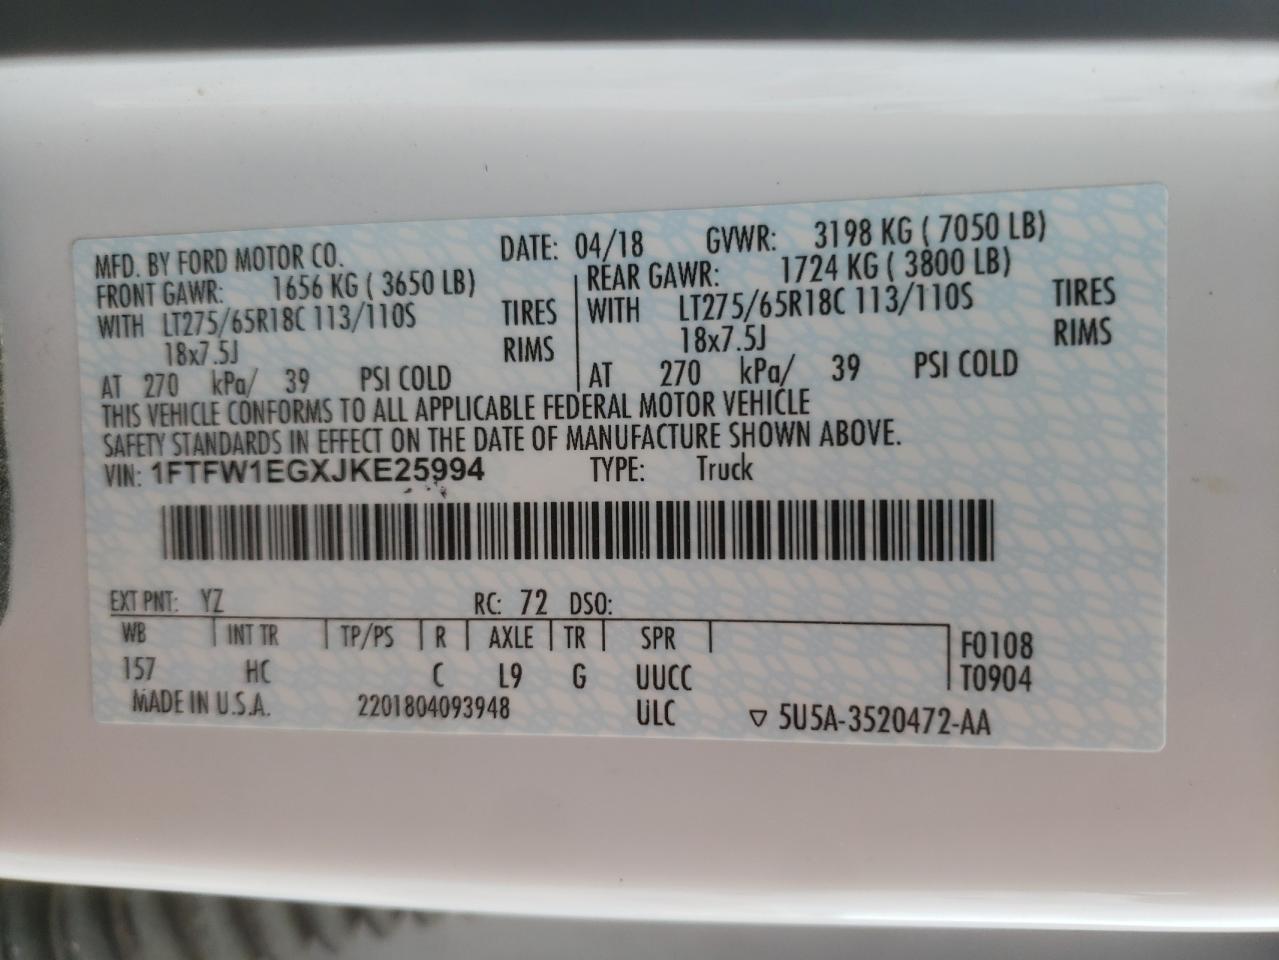 MFD. BY FORD MOTOR CO. DATE: 04/18 GVWR: 3198 KG ( 7050 LB)
FRONT GAWR: 1656 KG ( 3650 LB) REAR GAWR: 1724 KG ( 3800 LB)
WITH LT275/65R18C 113/110S TIRES WITH LT275/65R18C 113/110S TIRES
18x7.5J RIMS 18x7.5J RIMS
AT 270 kPa/ 39 PSI COLD AT 270 kPa/ 39 PSI COLD
THIS VEHICLE CONFORMS TO ALL APPLICABLE FEDERAL MOTOR VEHICLE
SAFETY STANDARDS IN EFFECT ON THE DATE OF MANUFACTURE SHOWN ABOVE.
VIN: 1FTFW1EGXJKE25994 TYPE: Truck
EXT PNT: YZ RC: 72 DSO:
WB INT TR TP/PS R AXLE TR SPR F0108
157 HC C L9 G UUCC T0904
MADE IN U.S.A. 2201804093948 ULC ▽ 5U5A-3520472-AA